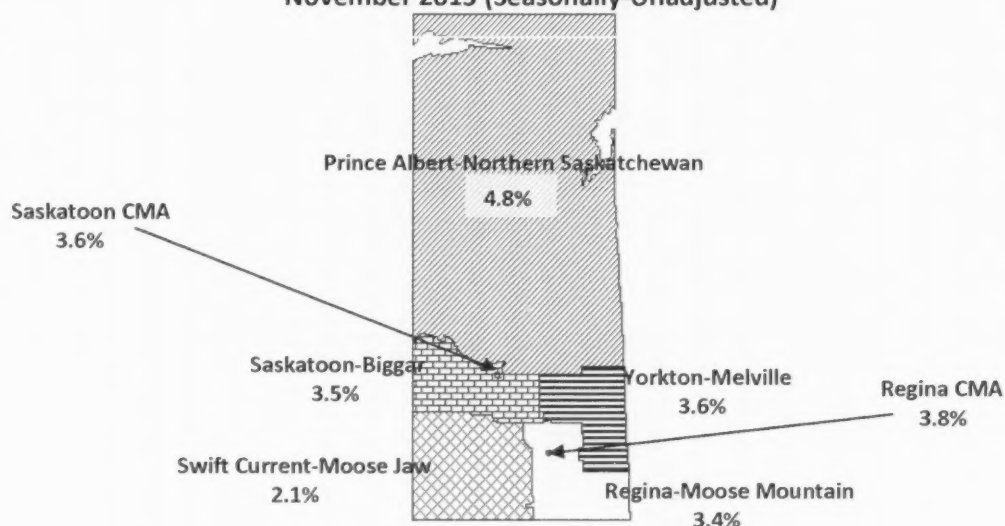 November 2013 (Seasonally Unadjusted)
Prince Albert-Northern Saskatchewan
4.8%
Saskatoon CMA
3.6%
Saskatoon-Biggar
3.5%
Yorkton-Melville
3.6%
Regina CMA
3.8%
Swift Current-Moose Jaw
2.1%
Regina-Moose Mountain
3.4%